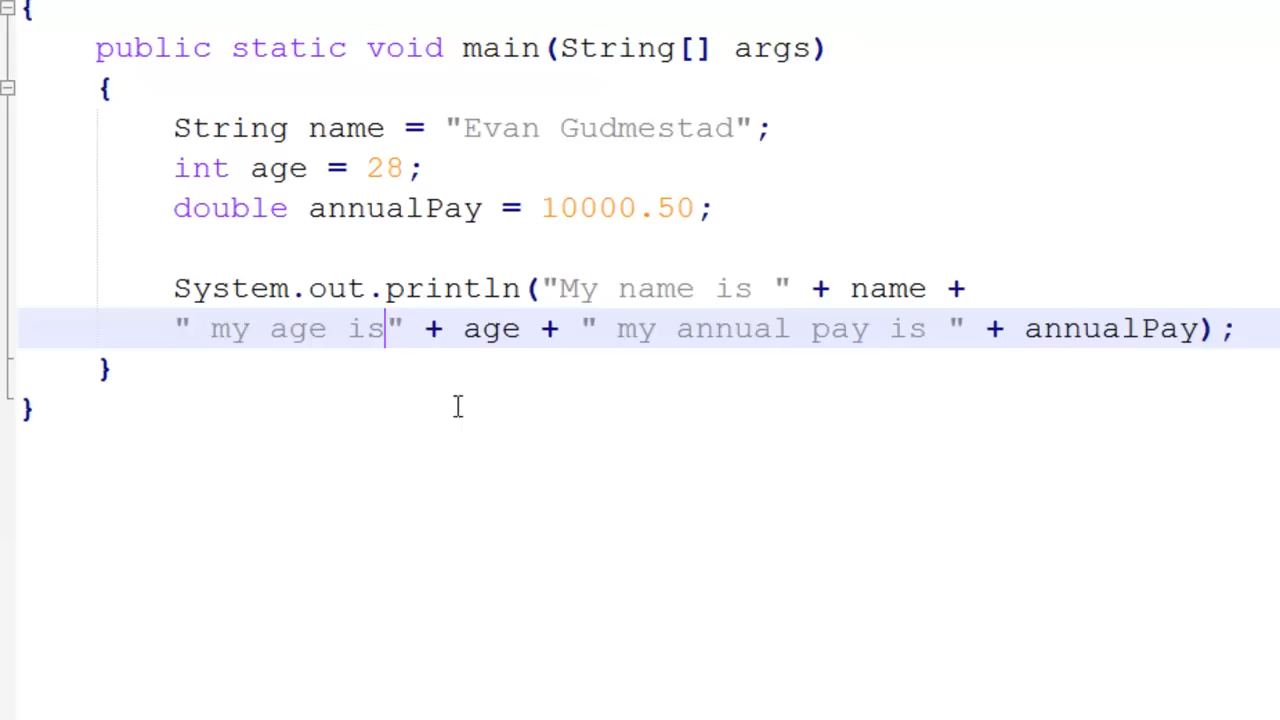 {
public static void main(String[] args)
{
String name = "Evan Gudmestad";
int age = 28;
double annualPay = 10000.50;
System.out.println("My name is " + name +
" my age is" + age + " my annual pay is " + annualPay);
}
}